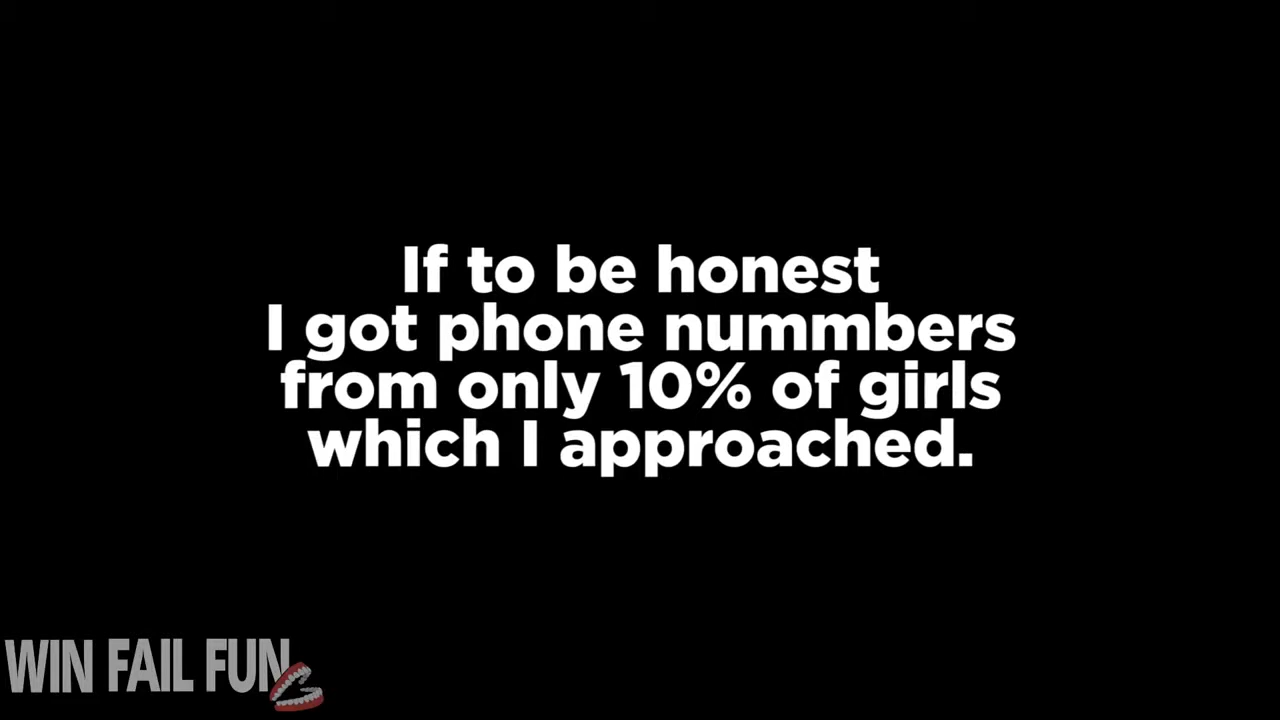 If to be honest
I got phone nummbers
from only 10% of girls
which I approached.
WIN FAIL FUN